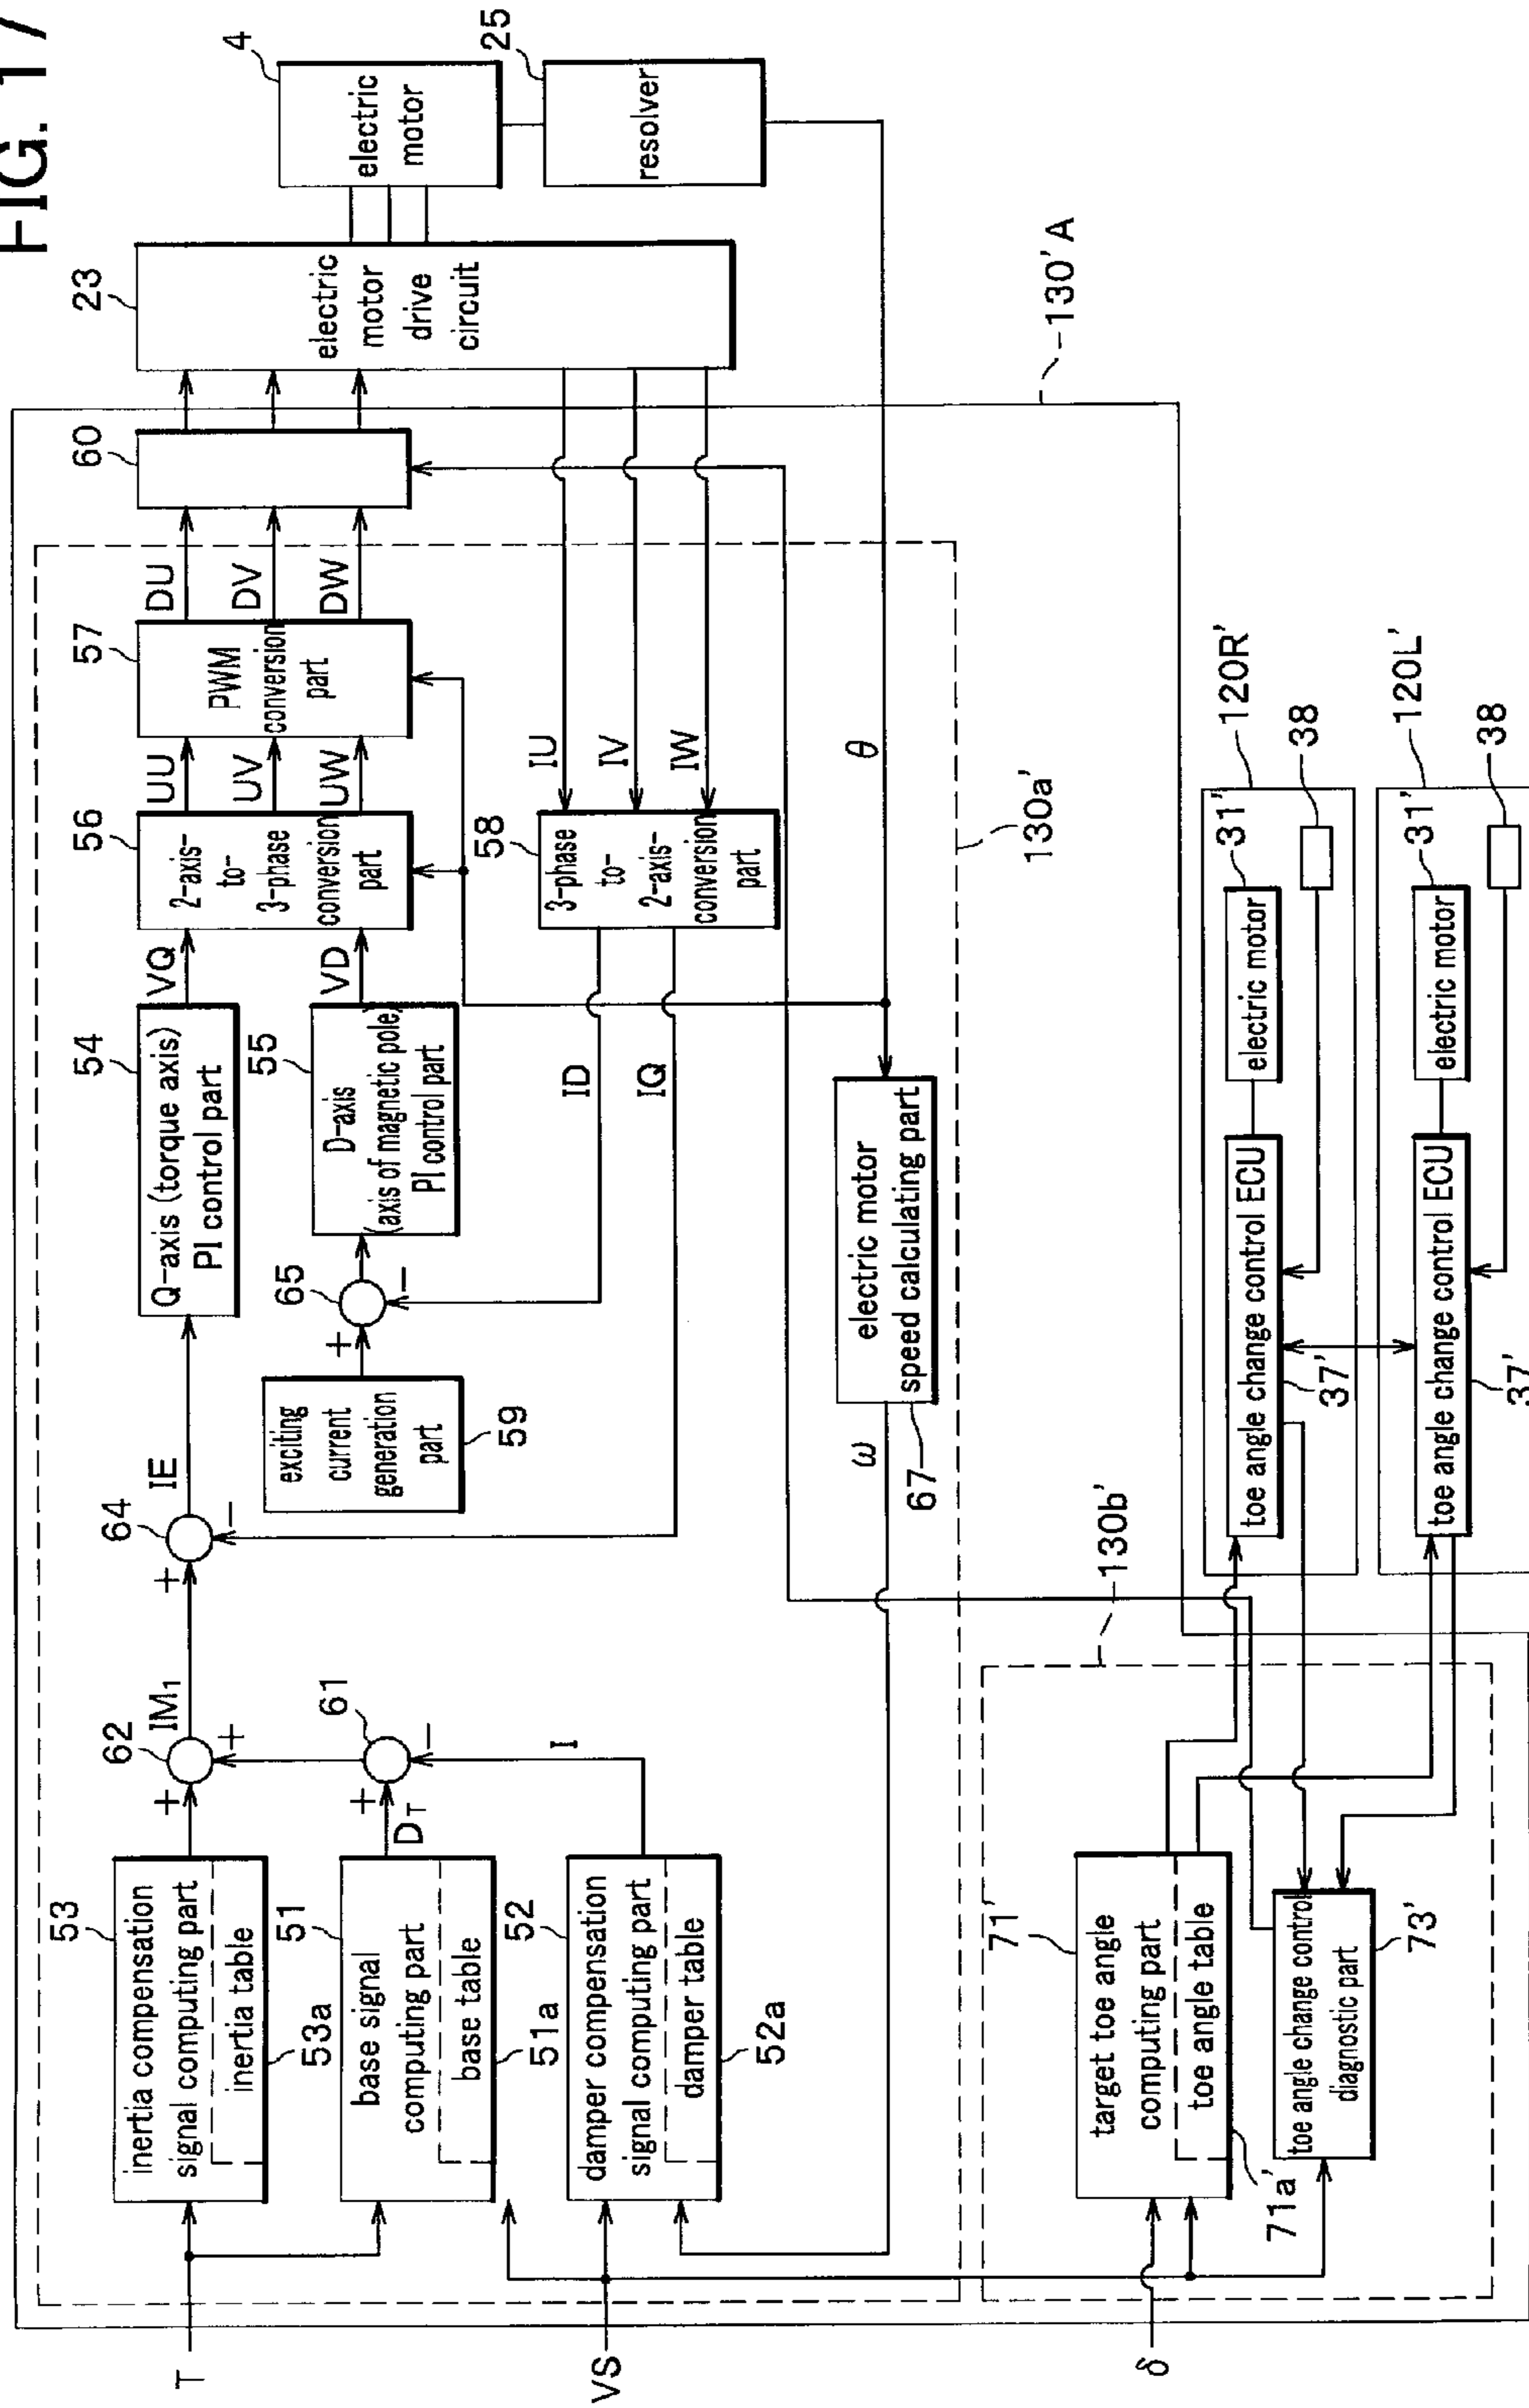 FIG. 17
T
VS
δ
53
inertia compensation
signal computing part
inertia table
53a
51
base signal
computing part
base table
51a
52
damper compensation
signal computing part
damper table
52a
DT
+
−
61
I
62
+
+
IM1
64
+
−
IE
54
Q-axis (torque axis)
PI control part
VQ
exciting
current
generation
part
59
65
+
−
55
D-axis
(axis of magnetic pole)
PI control part
VD
ID
IQ
56
2-axis-
to-
3-phase
conversion
part
UU
UV
UW
57
PWM
conversion
part
DU
DV
DW
60
58
3-phase
to-
2-axis-
conversion
part
IU
IV
IW
23
electric
motor
drive
circuit
4
electric
motor
25
resolver
θ
electric motor
speed calculating part
67
ω
130a'
130'A
130b'
71'
target toe angle
computing part
toe angle table
71a'
toe angle change control
diagnostic part
73'
120R'
toe angle change control ECU
37'
electric motor
31'
38
120L'
toe angle change control ECU
37'
electric motor
31'
38